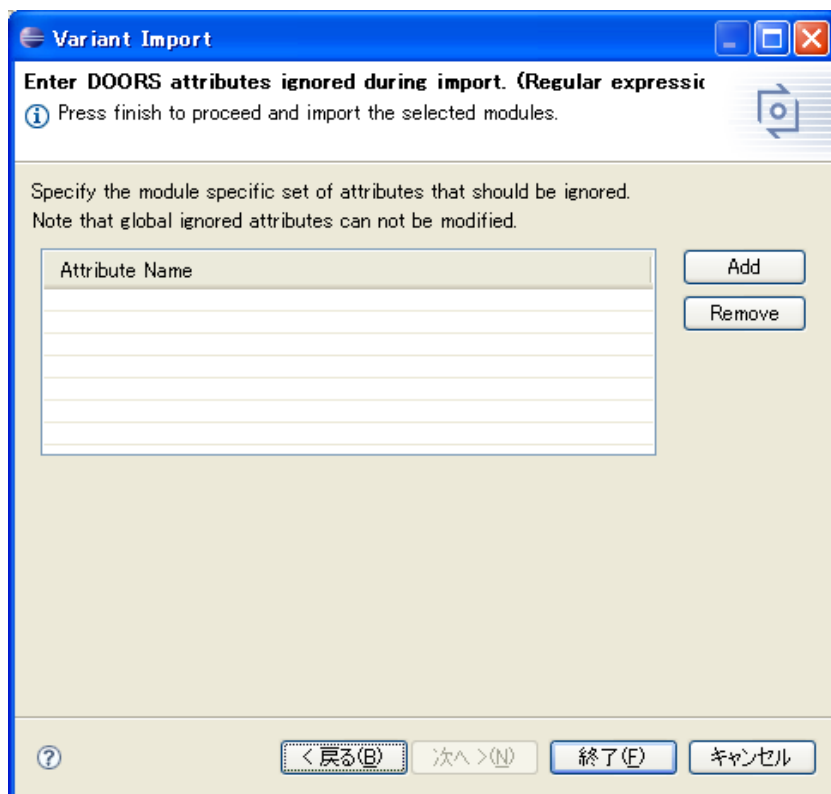 Variant Import
Enter DOORS attributes ignored during import. (Regular expressic
Press finish to proceed and import the selected modules.
Specify the module specific set of attributes that should be ignored.
Note that global ignored attributes can not be modified.
Attribute Name
Add
Remove
< 戻る(B)
次へ >(N)
終了(F)
キャンセル